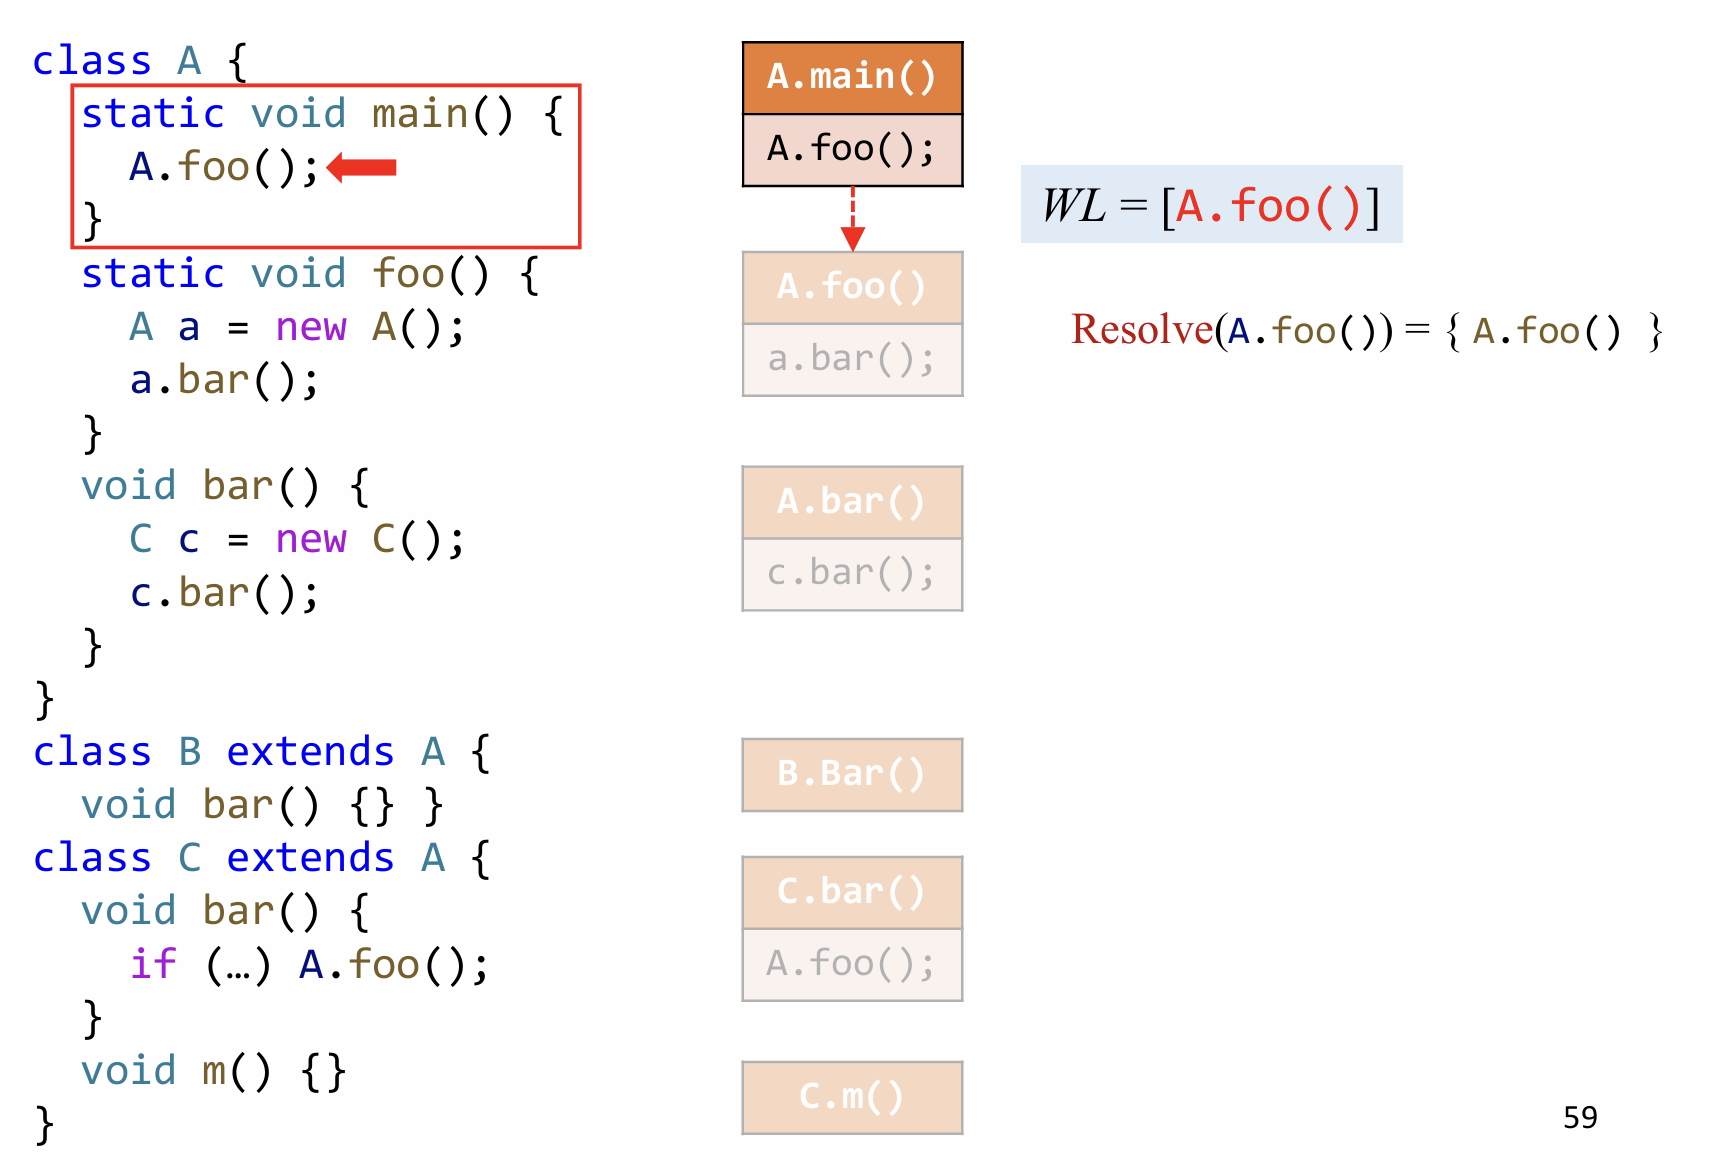 class A {
static void main() {
A.foo();
}
static void foo() {
A a = new A();
a.bar();
}
void bar() {
C c = new C();
c.bar();
}
}
class B extends A {
void bar() {} }
class C extends A {
void bar() {
if (…) A.foo();
}
void m() {}
}
A.main()
A.foo();
A.foo()
a.bar();
A.bar()
c.bar();
B.Bar()
C.bar()
A.foo();
C.m()
WL = [A.foo()]
Resolve(A.foo()) = { A.foo() }
59